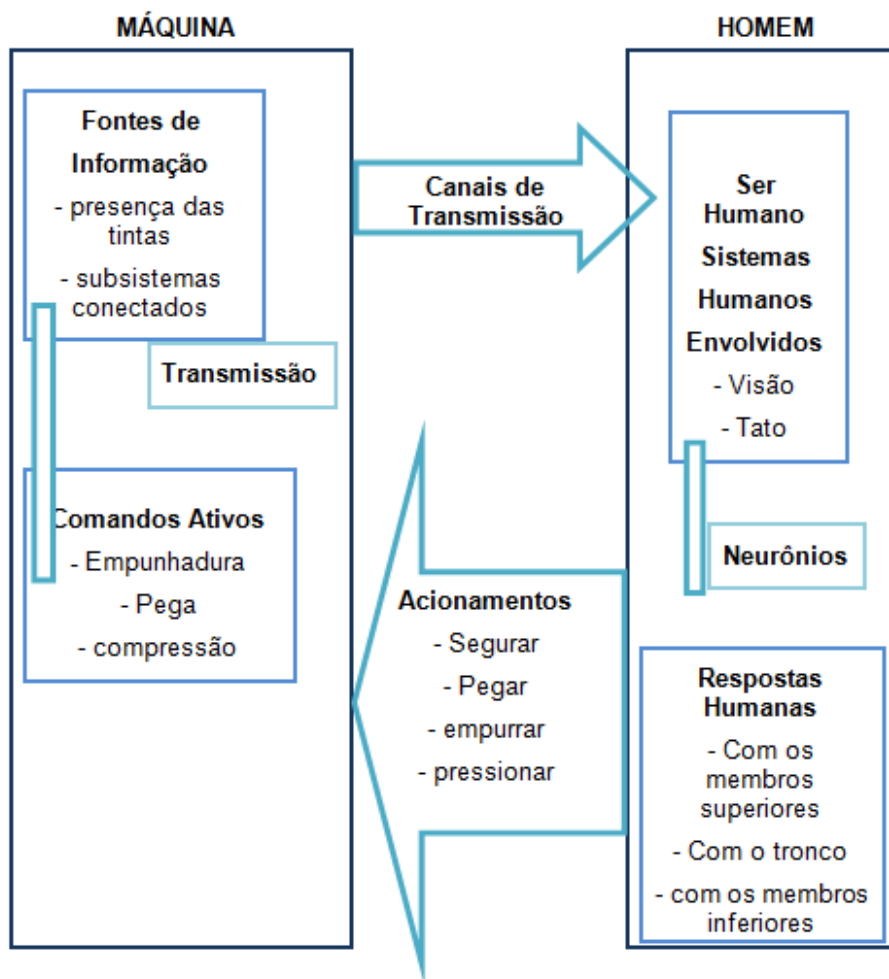 MÁQUINA
Fontes de
Informação
- presença das
tintas
- subsistemas
conectados
Transmissão
Comandos Ativos
- Empunhadura
- Pega
- compressão
Canais de
Transmissão
Acionamentos
- Segurar
- Pegar
- empurrar
- pressionar
HOMEM
Ser
Humano
Sistemas
Humanos
Envolvidos
- Visão
- Tato
Neurônios
Respostas
Humanas
- Com os
membros
superiores
- Com o tronco
- com os membros
inferiores